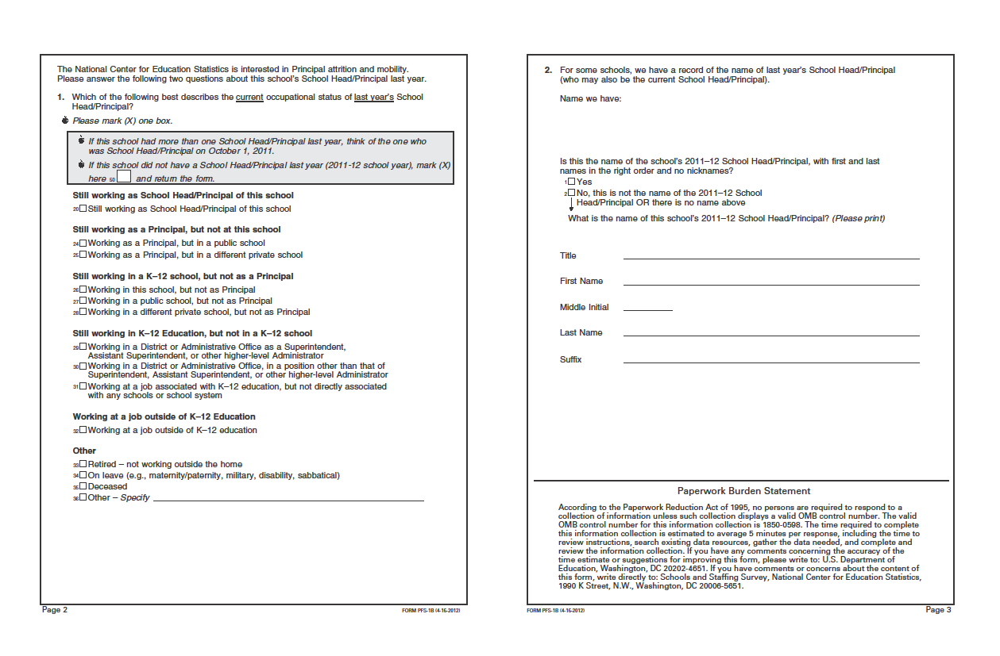 The National Center for Education Statistics is interested in Principal attrition and mobility.
Please answer the following two questions about this school's School Head/Principal last year.
1. Which of the following best describes the current occupational status of last year's School
Head/Principal?
Please mark (X) one box.
If this school had more than one School Head/Principal last year, think of the one who
was School Head/Principal on October 1, 2011.
If this school did not have a School Head/Principal last year (2011-12 school year), mark (X)
here 50 and return the form.
Still working as School Head/Principal of this school
20 Still working as School Head/Principal of this school
Still working as a Principal, but not at this school
24 Working as a Principal, but in a public school
25 Working as a Principal, but in a different private school
Still working in a K–12 school, but not as a Principal
26 Working in this school, but not as Principal
27 Working in a public school, but not as Principal
28 Working in a different private school, but not as Principal
Still working in K–12 Education, but not in a K–12 school
29 Working in a District or Administrative Office as a Superintendent,
Assistant Superintendent, or other higher-level Administrator
30 Working in a District or Administrative Office, in a position other than that of
Superintendent, Assistant Superintendent, or other higher-level Administrator
31 Working at a job associated with K–12 education, but not directly associated
with any schools or school system
Working at a job outside of K–12 Education
32 Working at a job outside of K–12 education
Other
33 Retired – not working outside the home
34 On leave (e.g., maternity/paternity, military, disability, sabbatical)
35 Deceased
36 Other – Specify
Page 2
FORM PFS-1B (4-16-2012)
2. For some schools, we have a record of the name of last year's School Head/Principal
(who may also be the current School Head/Principal).
Name we have:
Is this the name of the school's 2011–12 School Head/Principal, with first and last
names in the right order and no nicknames?
1 Yes
2 No, this is not the name of the 2011–12 School
Head/Principal OR there is no name above
What is the name of this school's 2011–12 School Head/Principal? (Please print)
Title
First Name
Middle Initial
Last Name
Suffix
Paperwork Burden Statement
According to the Paperwork Reduction Act of 1995, no persons are required to respond to a
collection of information unless such collection displays a valid OMB control number. The valid
OMB control number for this information collection is 1850-0598. The time required to complete
this information collection is estimated to average 5 minutes per response, including the time to
review instructions, search existing data resources, gather the data needed, and complete and
review the information collection. If you have any comments concerning the accuracy of the
time estimate or suggestions for improving this form, please write to: U.S. Department of
Education, Washington, DC 20202-4651. If you have comments or concerns about the content of
this form, write directly to: Schools and Staffing Survey, National Center for Education Statistics,
1990 K Street, N.W., Washington, DC 20006-5651.
FORM PFS-1B (4-16-2012)
Page 3